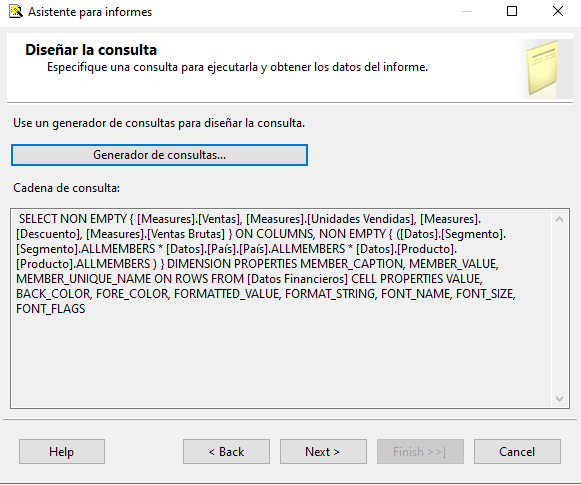 Asistente para informes
Diseñar la consulta
Especifique una consulta para ejecutarla y obtener los datos del informe.
Use un generador de consultas para diseñar la consulta.
Generador de consultas...
Cadena de consulta:
SELECT NON EMPTY { [Measures].[Ventas], [Measures].[Unidades Vendidas], [Measures].
[Descuento], [Measures].[Ventas Brutas] } ON COLUMNS, NON EMPTY { ([Datos].[Segmento].
[Segmento].ALLMEMBERS * [Datos].[País].[País].ALLMEMBERS * [Datos].[Producto].
[Producto].ALLMEMBERS ) } DIMENSION PROPERTIES MEMBER_CAPTION, MEMBER_VALUE,
MEMBER_UNIQUE_NAME ON ROWS FROM [Datos Financieros] CELL PROPERTIES VALUE,
BACK_COLOR, FORE_COLOR, FORMATTED_VALUE, FORMAT_STRING, FONT_NAME, FONT_SIZE,
FONT_FLAGS
Help
< Back
Next >
Finish >>|
Cancel